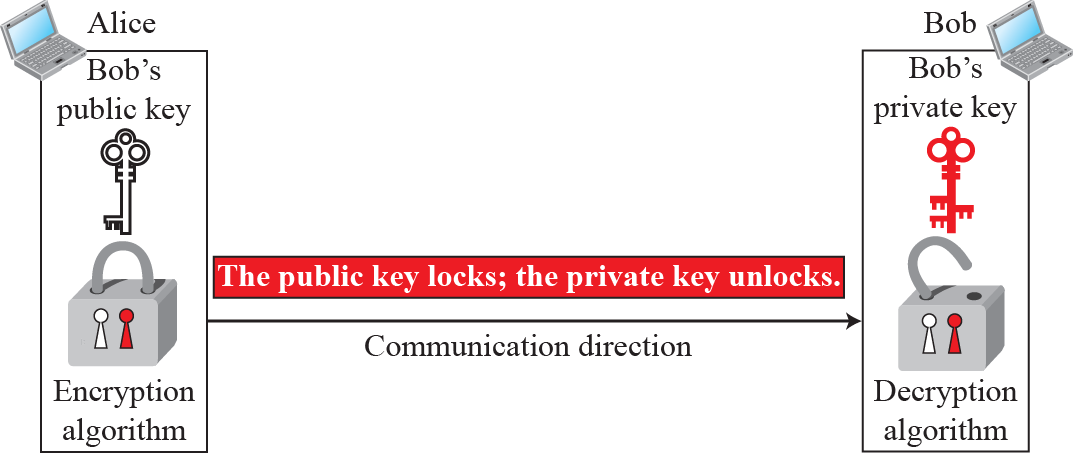 Alice
Bob's
public key
Encryption
algorithm
The public key locks; the private key unlocks.
Communication direction
Bob
Bob's
private key
Decryption
algorithm